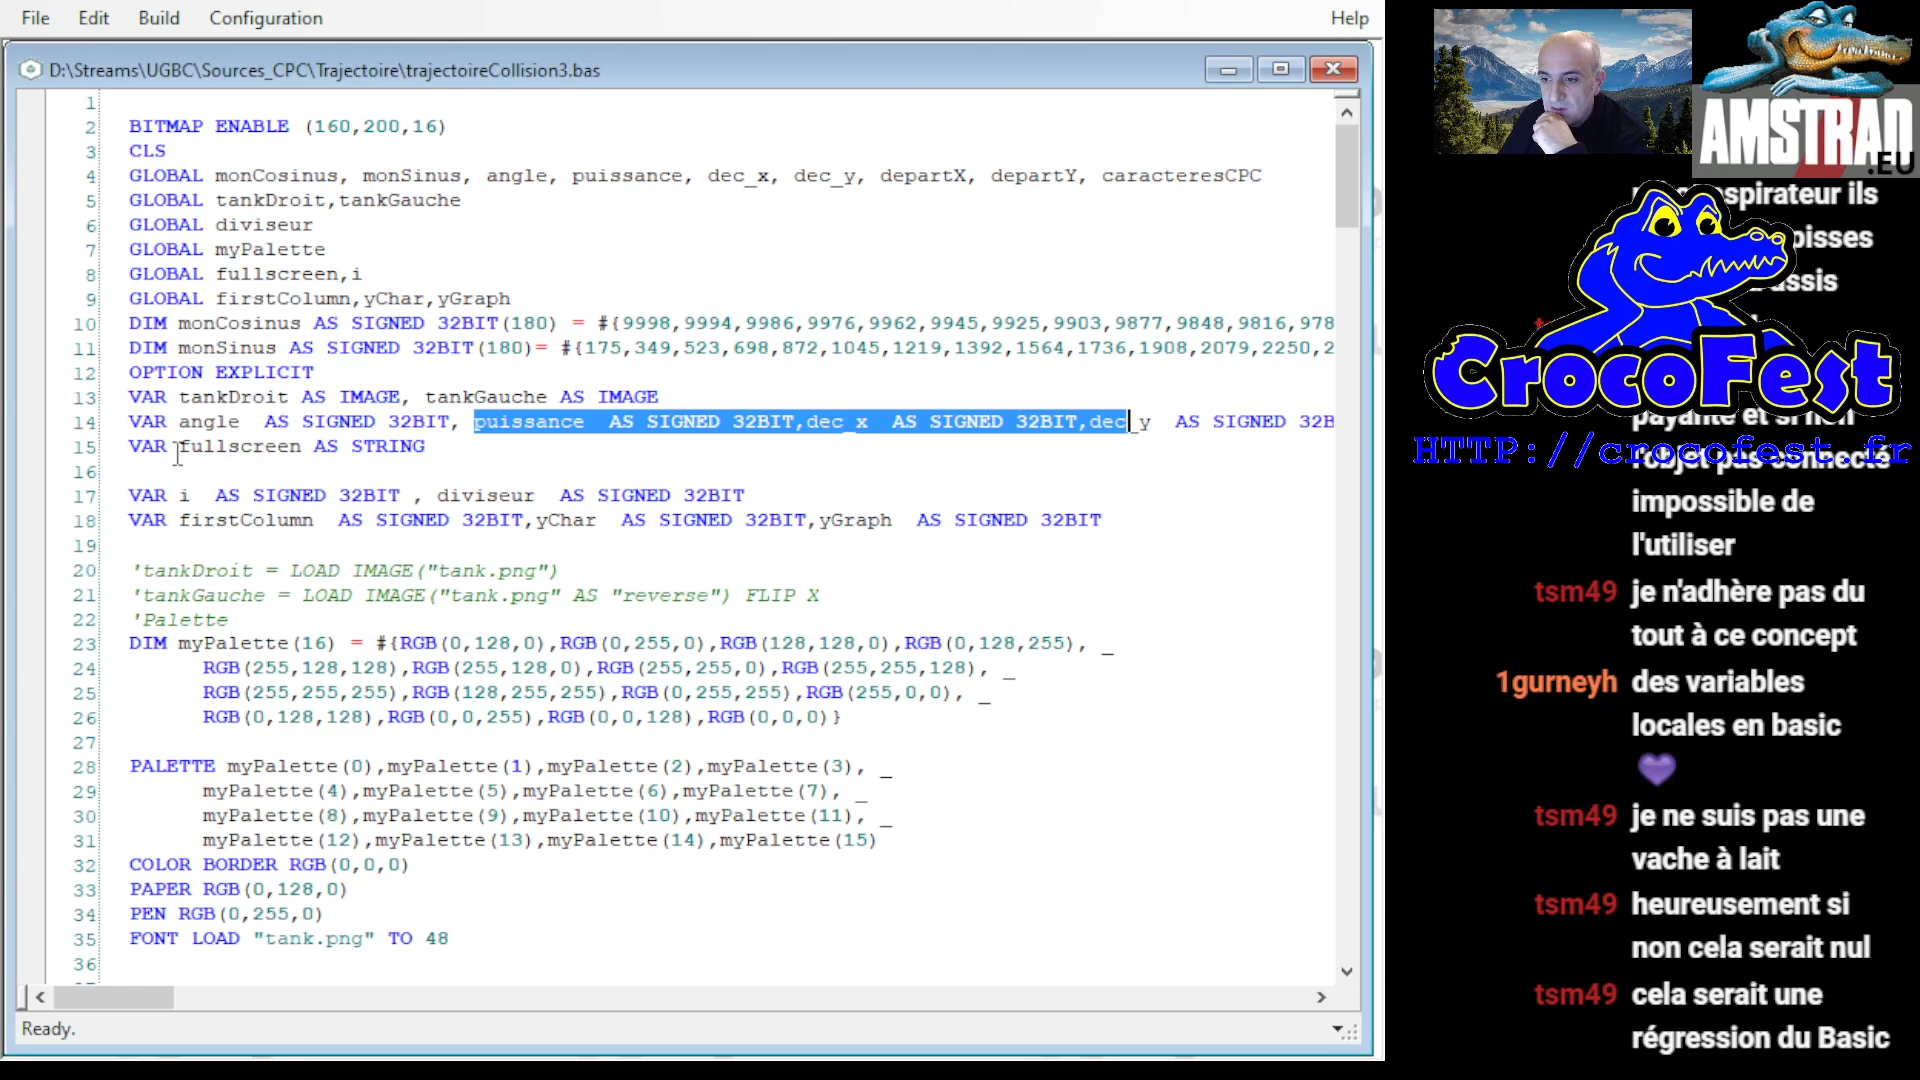 File Edit Build Configuration Help
D:\Streams\UGBC\Sources_CPC\Trajectoire\trajectoireCollision3.bas
1
2 BITMAP ENABLE (160,200,16)
3 CLS
4 GLOBAL monCosinus, monSinus, angle, puissance, dec_x, dec_y, departX, departY, caracteresCPC
5 GLOBAL tankDroit,tankGauche
6 GLOBAL diviseur
7 GLOBAL myPalette
8 GLOBAL fullscreen,i
9 GLOBAL firstColumn,yChar,yGraph
10 DIM monCosinus AS SIGNED 32BIT(180) = #{9998,9994,9986,9976,9962,9945,9925,9903,9877,9848,9816,978
11 DIM monSinus AS SIGNED 32BIT(180)= #{175,349,523,698,872,1045,1219,1392,1564,1736,1908,2079,2250,2
12 OPTION EXPLICIT
13 VAR tankDroit AS IMAGE, tankGauche AS IMAGE
14 VAR angle  AS SIGNED 32BIT, puissance  AS SIGNED 32BIT,dec_x  AS SIGNED 32BIT,dec_y  AS SIGNED 32B
15 VAR fullscreen AS STRING
16
17 VAR i  AS SIGNED 32BIT , diviseur  AS SIGNED 32BIT
18 VAR firstColumn  AS SIGNED 32BIT,yChar  AS SIGNED 32BIT,yGraph  AS SIGNED 32BIT
19
20 'tankDroit = LOAD IMAGE("tank.png")
21 'tankGauche = LOAD IMAGE("tank.png" AS "reverse") FLIP X
22 'Palette
23 DIM myPalette(16) = #{RGB(0,128,0),RGB(0,255,0),RGB(128,128,0),RGB(0,128,255), _
24 RGB(255,128,128),RGB(255,128,0),RGB(255,255,0),RGB(255,255,128), _
25 RGB(255,255,255),RGB(128,255,255),RGB(0,255,255),RGB(255,0,0), _
26 RGB(0,128,128),RGB(0,0,255),RGB(0,0,128),RGB(0,0,0)}
27
28 PALETTE myPalette(0),myPalette(1),myPalette(2),myPalette(3), _
29 myPalette(4),myPalette(5),myPalette(6),myPalette(7), _
30 myPalette(8),myPalette(9),myPalette(10),myPalette(11), _
31 myPalette(12),myPalette(13),myPalette(14),myPalette(15)
32 COLOR BORDER RGB(0,0,0)
33 PAPER RGB(0,128,0)
34 PEN RGB(0,255,0)
35 FONT LOAD "tank.png" TO 48
36
Ready.
AMSTRAD
.EU
spirateur ils
CrocoFest
payante et si non
HTTP://crocofest.fr
l'objet pas connecté
impossible de
l'utiliser
tsm49 je n'adhère pas du
tout à ce concept
1gurneyh des variables
locales en basic
tsm49 je ne suis pas une
vache à lait
tsm49 heureusement si
non cela serait nul
tsm49 cela serait une
régression du Basic